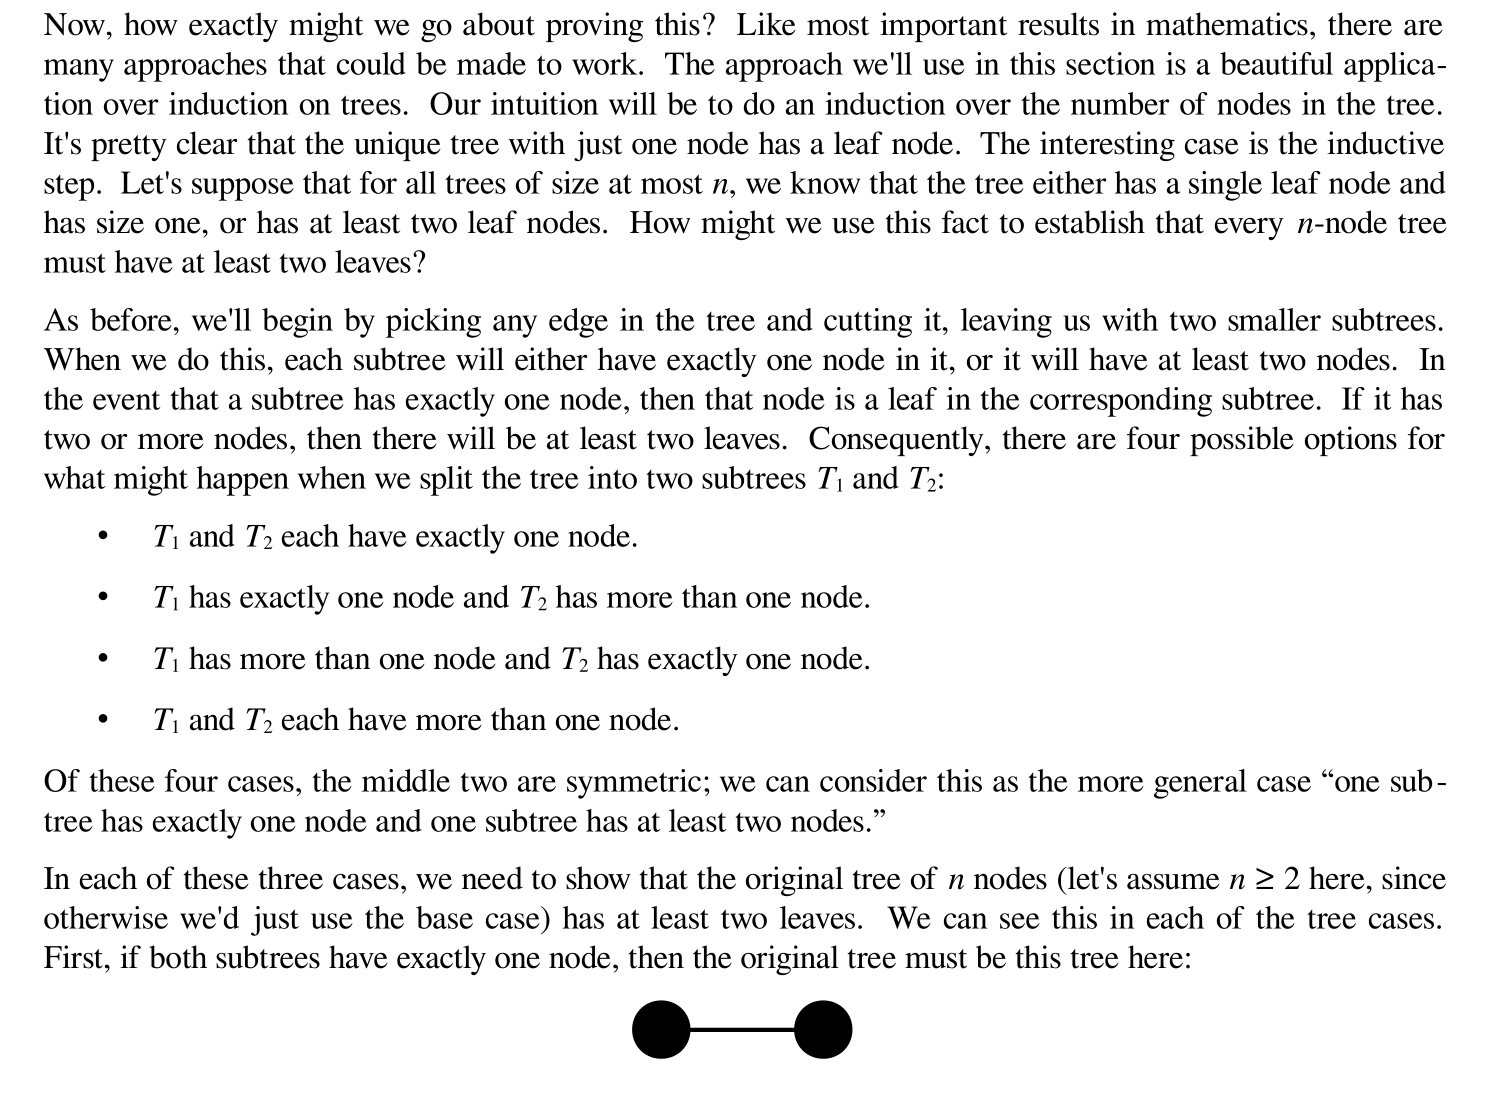 Now, how exactly might we go about proving this? Like most important results in mathematics, there are
many approaches that could be made to work. The approach we'll use in this section is a beautiful applica-
tion over induction on trees. Our intuition will be to do an induction over the number of nodes in the tree.
It's pretty clear that the unique tree with just one node has a leaf node. The interesting case is the inductive
step. Let's suppose that for all trees of size at most n, we know that the tree either has a single leaf node and
has size one, or has at least two leaf nodes. How might we use this fact to establish that every n-node tree
must have at least two leaves?
As before, we'll begin by picking any edge in the tree and cutting it, leaving us with two smaller subtrees.
When we do this, each subtree will either have exactly one node in it, or it will have at least two nodes. In
the event that a subtree has exactly one node, then that node is a leaf in the corresponding subtree. If it has
two or more nodes, then there will be at least two leaves. Consequently, there are four possible options for
what might happen when we split the tree into two subtrees T₁ and T₂:
• T₁ and T₂ each have exactly one node.
• T₁ has exactly one node and T₂ has more than one node.
• T₁ has more than one node and T₂ has exactly one node.
• T₁ and T₂ each have more than one node.
Of these four cases, the middle two are symmetric; we can consider this as the more general case “one sub-
tree has exactly one node and one subtree has at least two nodes.”
In each of these three cases, we need to show that the original tree of n nodes (let's assume n ≥ 2 here, since
otherwise we'd just use the base case) has at least two leaves. We can see this in each of the tree cases.
First, if both subtrees have exactly one node, then the original tree must be this tree here: